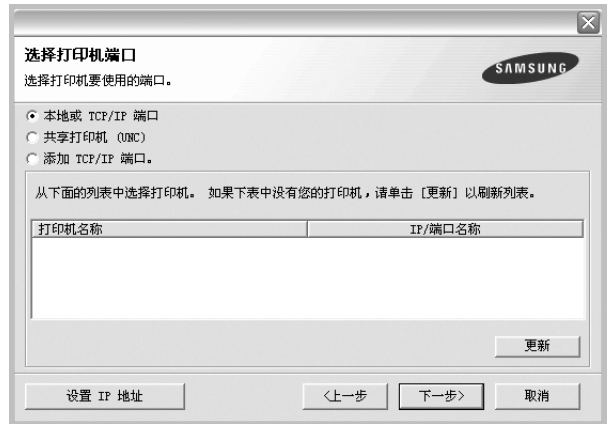 选择打印机端口
选择打印机要使用的端口。
SAMSUNG
本地或 TCP/IP 端口
共享打印机 (UNC)
添加 TCP/IP 端口。
从下面的列表中选择打印机。 如果下表中没有您的打印机，请单击 [更新] 以刷新列表。
打印机名称 IP/端口名称
更新
设置 IP 地址 <上一步 下一步> 取消